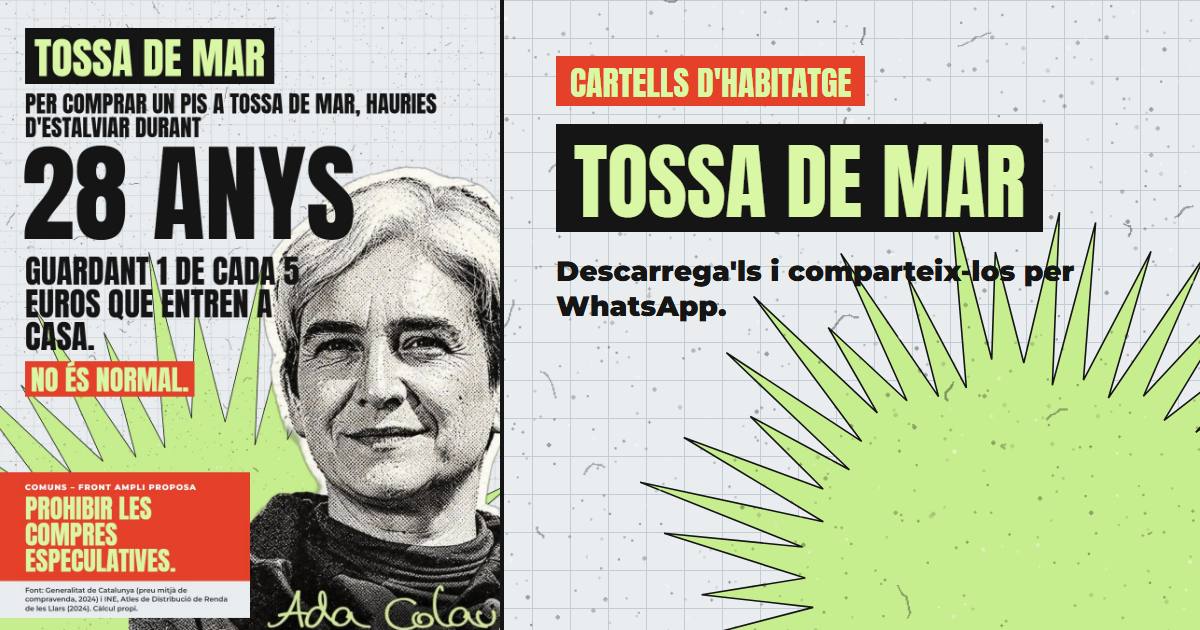 TOSSA DE MAR
PER COMPRAR UN PIS A TOSSA DE MAR, HAURIES
D'ESTALVIAR DURANT
28 ANYS
GUARDANT 1 DE CADA 5
EUROS QUE ENTREN A
CASA.
NO ÉS NORMAL.
COMUNS – FRONT AMPLI PROPOSA
PROHIBIR LES
COMPRES
ESPECULATIVES.
Font: Generalitat de Catalunya (preu mitjà de
compravenda, 2024) i INE, Atles de Distribució de Renda
de les Llars (2024). Càlcul propi.
Ada Colau
CARTELLS D'HABITATGE
TOSSA DE MAR
Descarrega'ls i comparteix-los per
WhatsApp.